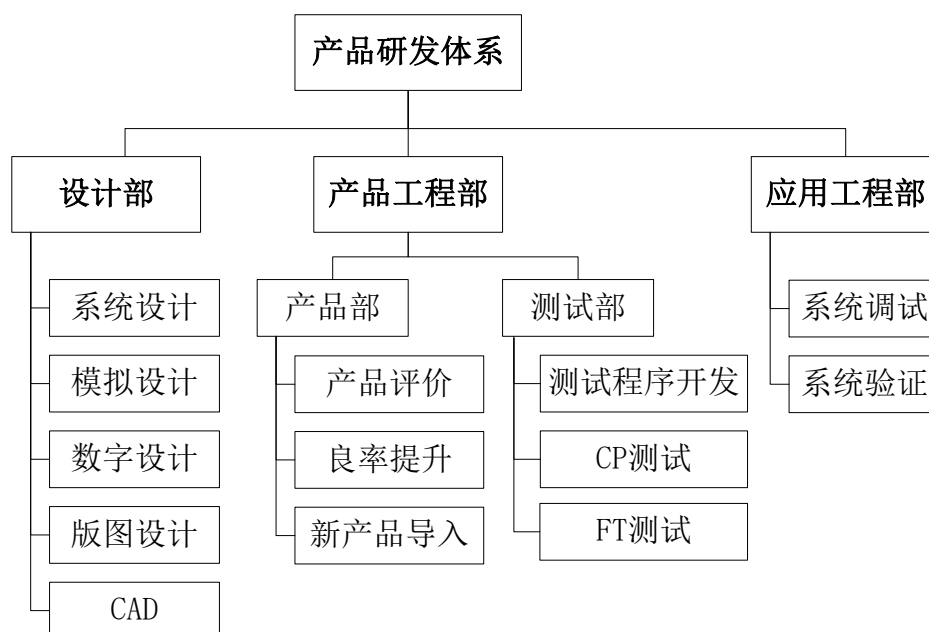 产品研发体系
设计部
产品工程部
应用工程部
系统设计
模拟设计
数字设计
版图设计
CAD
产品部
产品评价
良率提升
新产品导入
测试部
测试程序开发
CP测试
FT测试
系统调试
系统验证